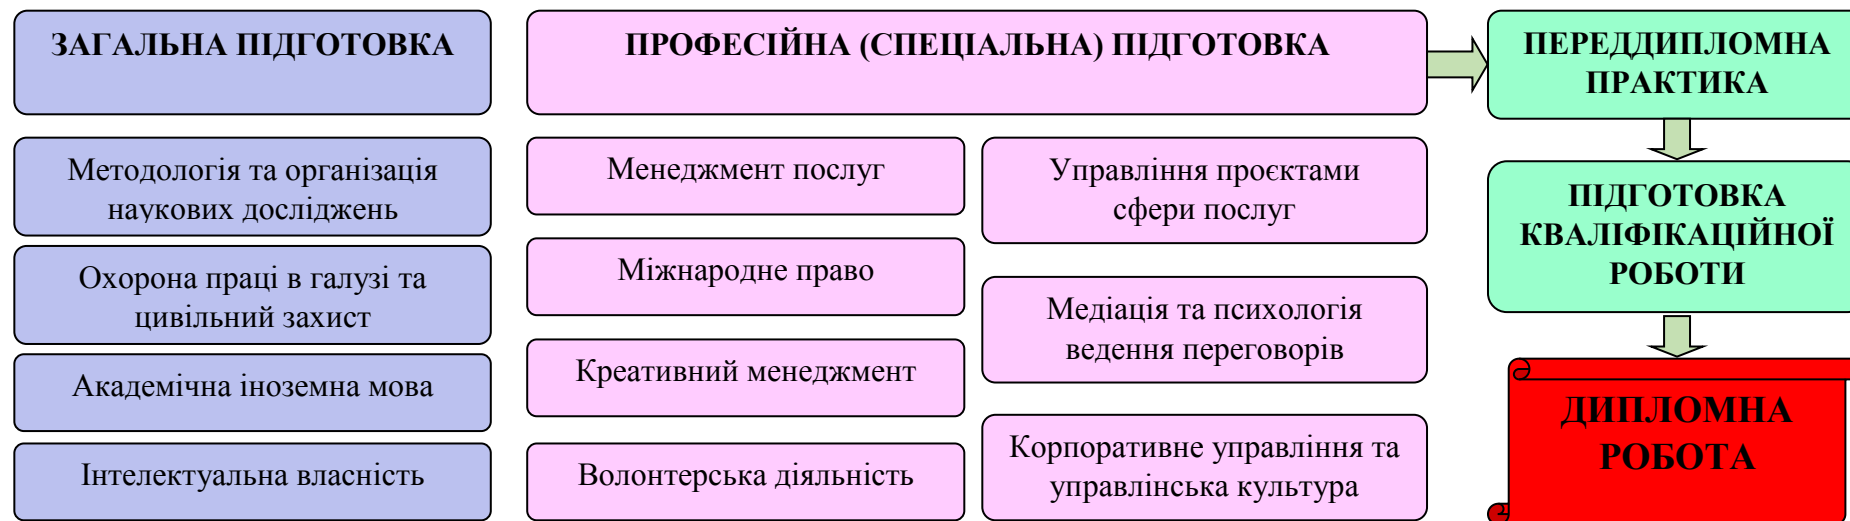 ЗАГАЛЬНА ПІДГОТОВКА
Методологія та організація
наукових досліджень
Охорона праці в галузі та
цивільний захист
Академічна іноземна мова
Інтелектуальна власність
ПРОФЕСІЙНА (СПЕЦІАЛЬНА) ПІДГОТОВКА
Менеджмент послуг
Міжнародне право
Креативний менеджмент
Волонтерська діяльність
Управління проєктами
сфери послуг
Медіація та психологія
ведення переговорів
Корпоративне управління та
управлінська культура
ПЕРЕДДИПЛОМНА
ПРАКТИКА
ПІДГОТОВКА
КВАЛІФІКАЦІЙНОЇ
РОБОТИ
ДИПЛОМНА
РОБОТА